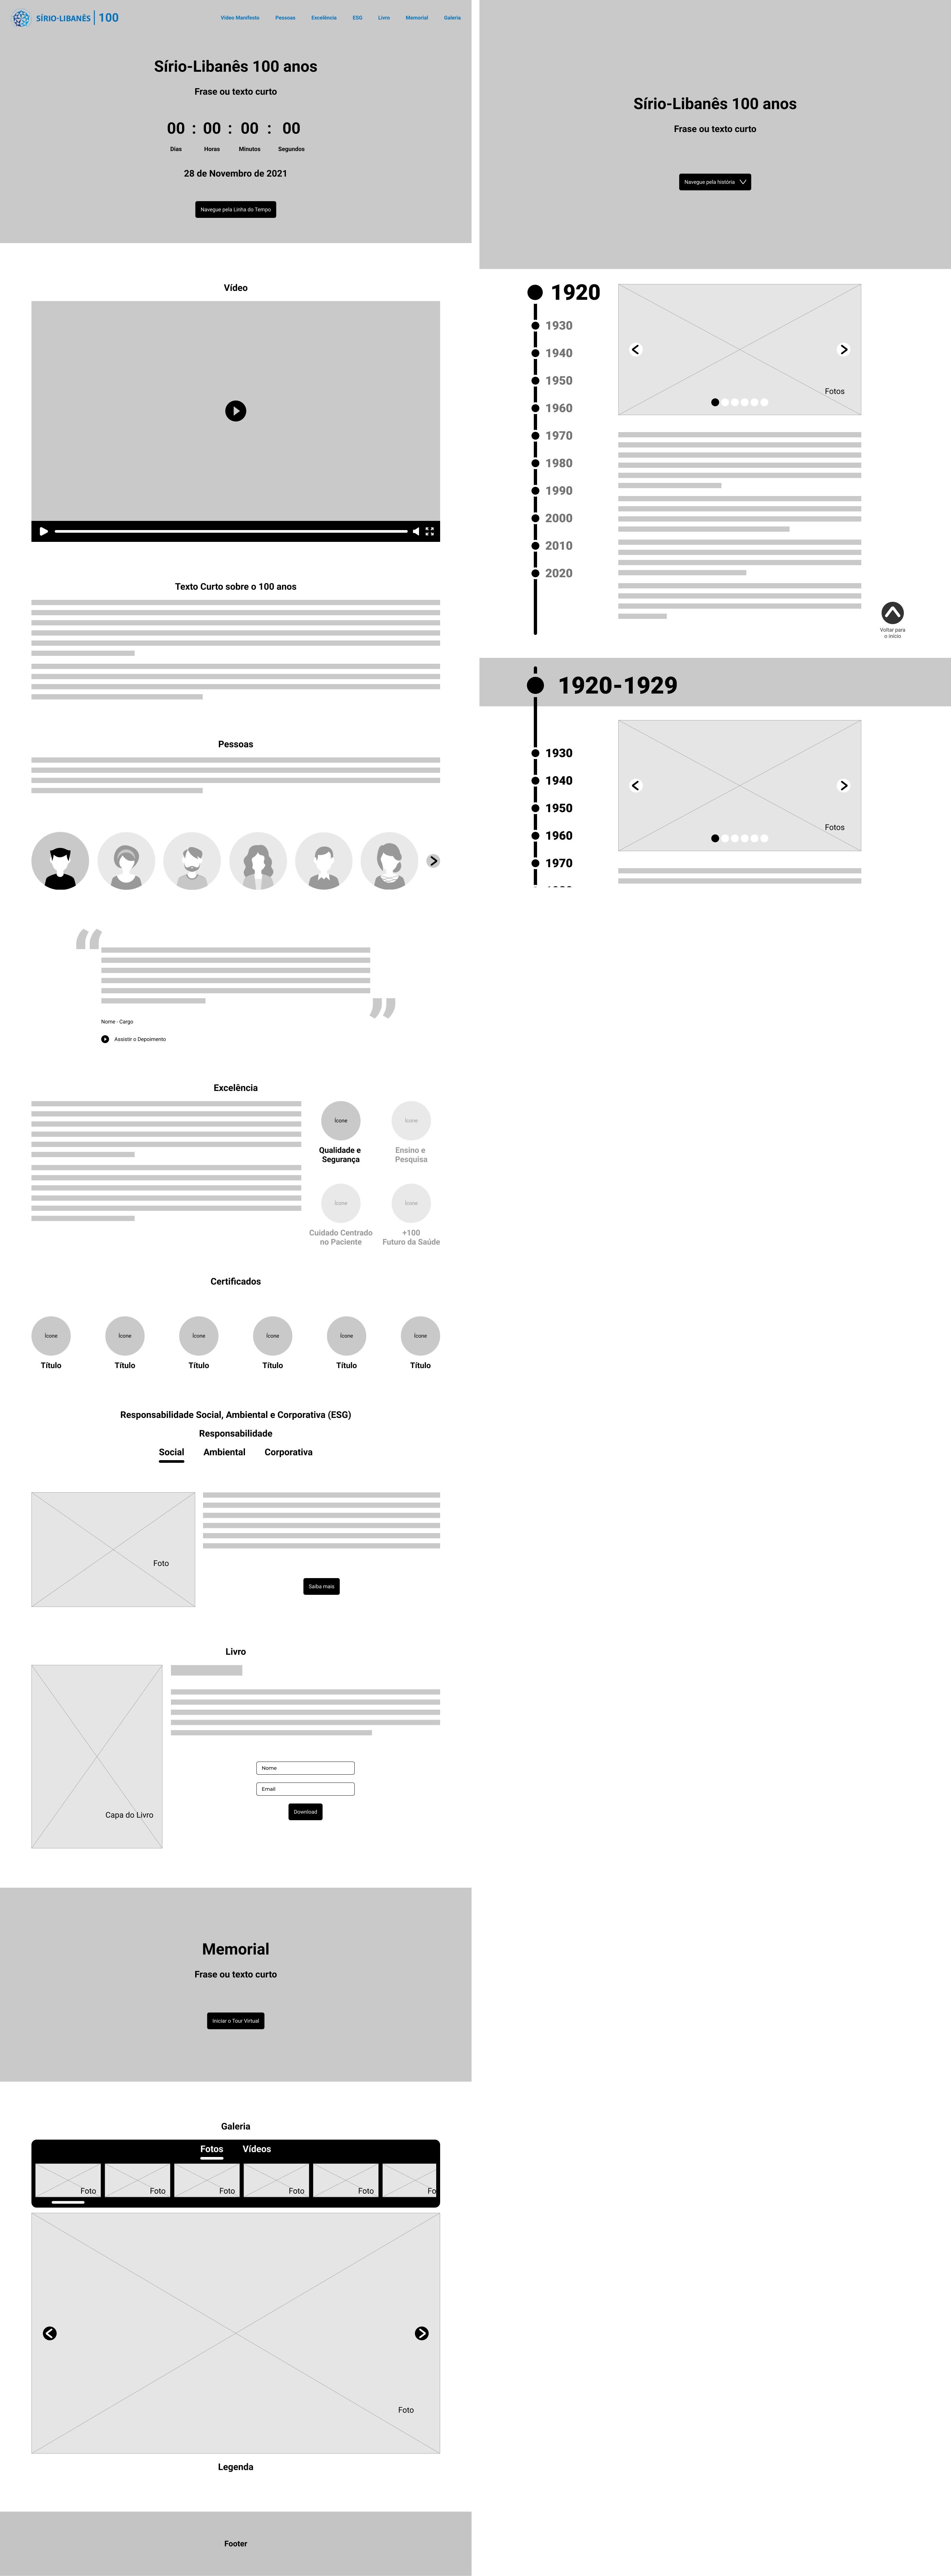 SÍRIO-LIBANÊS | 100
Vídeo Manifesto Pessoas Excelência ESG Livro Memorial Galeria
Sírio-Libanês 100 anos
Frase ou texto curto
00 : 00 : 00 : 00
Dias Horas Minutos Segundos
28 de Novembro de 2021
Navegue pela Linha do Tempo
Vídeo
Texto Curto sobre o 100 anos
Pessoas
“
”
Nome - Cargo
Assistir o Depoimento
Excelência
Ícone Ícone
Qualidade e Segurança
Ensino e Pesquisa
Ícone Ícone
Cuidado Centrado no Paciente
+100 Futuro da Saúde
Certificados
Ícone Ícone Ícone Ícone Ícone Ícone
Título Título Título Título Título Título
Responsabilidade Social, Ambiental e Corporativa (ESG)
Responsabilidade
Social Ambiental Corporativa
Foto
Saiba mais
Livro
Capa do Livro
Nome
Email
Download
Memorial
Frase ou texto curto
Iniciar o Tour Virtual
Galeria
Fotos Vídeos
Foto Foto Foto Foto Foto Fo
Foto
Legenda
Footer
Sírio-Libanês 100 anos
Frase ou texto curto
Navegue pela história
1920
1930
1940
1950
1960
1970
1980
1990
2000
2010
2020
Fotos
Voltar para
o início
1920-1929
1930
1940
1950
1960
1970
Fotos